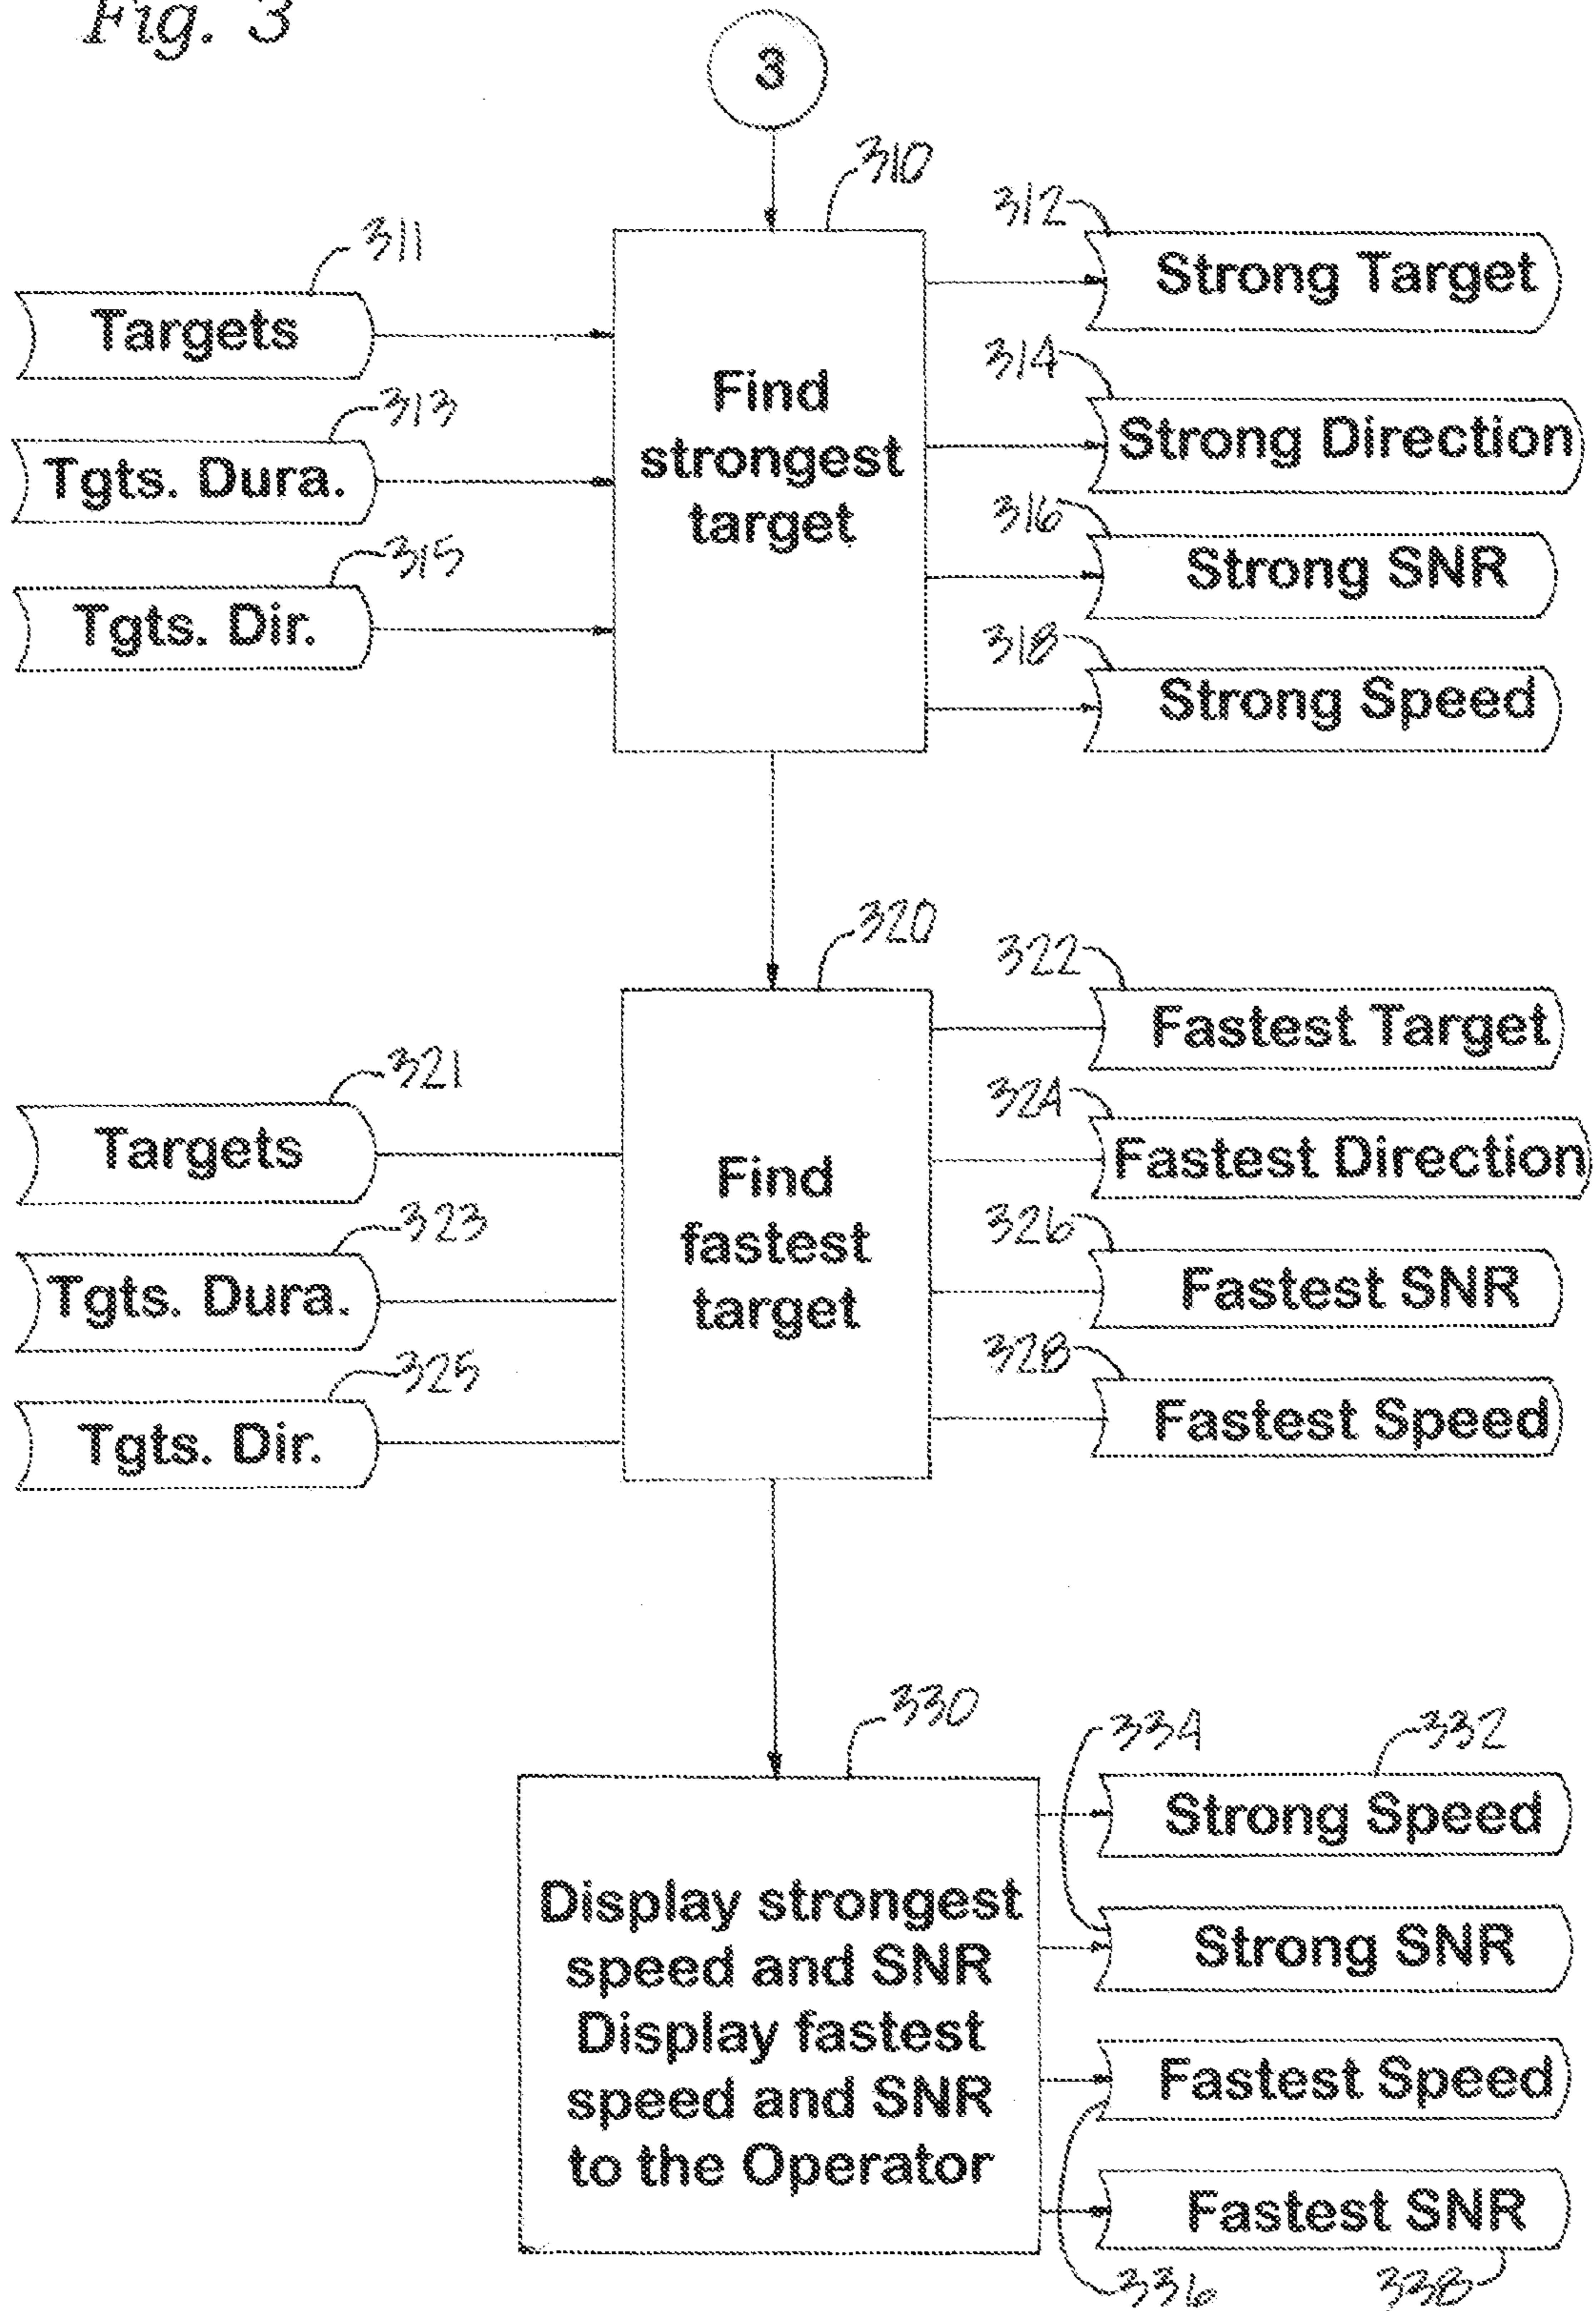 Fig. 3
3
310
312
Strong Target
311
Targets
314
Strong Direction
Find
strongest
target
313
Tgts. Dura.
316
Strong SNR
315
Tgts. Dir.
318
Strong Speed
320
322
Fastest Target
321
Targets
324
Fastest Direction
Find
fastest
target
323
Tgts. Dura.
326
Fastest SNR
325
Tgts. Dir.
328
Fastest Speed
330
334
332
Strong Speed
Display strongest
speed and SNR
Display fastest
speed and SNR
to the Operator
Strong SNR
Fastest Speed
Fastest SNR
336
338